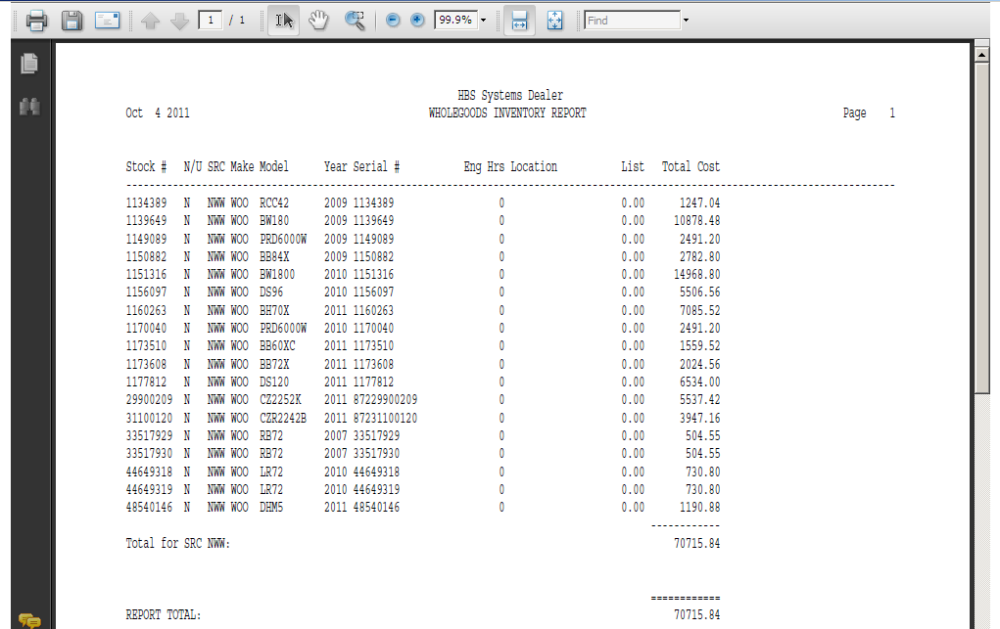 1 / 1 99.9% Find
HBS Systems Dealer
Oct 4 2011 WHOLEGOODS INVENTORY REPORT Page 1
Stock # N/U SRC Make Model Year Serial # Eng Hrs Location List Total Cost
1134389 N NWW WOO RCC42 2009 1134389 0 0.00 1247.04
1139649 N NWW WOO BW180 2009 1139649 0 0.00 10878.48
1149089 N NWW WOO PRD6000W 2009 1149089 0 0.00 2491.20
1150882 N NWW WOO BB84X 2009 1150882 0 0.00 2782.80
1151316 N NWW WOO BW1800 2010 1151316 0 0.00 14968.80
1156097 N NWW WOO DS96 2010 1156097 0 0.00 5506.56
1160263 N NWW WOO BH70X 2011 1160263 0 0.00 7085.52
1170040 N NWW WOO PRD6000W 2010 1170040 0 0.00 2491.20
1173510 N NWW WOO BB60XC 2011 1173510 0 0.00 1559.52
1173608 N NWW WOO BB72X 2011 1173608 0 0.00 2024.56
1177812 N NWW WOO DS120 2011 1177812 0 0.00 6534.00
29900209 N NWW WOO CZ2252K 2011 87229900209 0 0.00 5537.42
31100120 N NWW WOO CZR2242B 2011 87231100120 0 0.00 3947.16
33517929 N NWW WOO RB72 2007 33517929 0 0.00 504.55
33517930 N NWW WOO RB72 2007 33517930 0 0.00 504.55
44649318 N NWW WOO LR72 2010 44649318 0 0.00 730.80
44649319 N NWW WOO LR72 2010 44649319 0 0.00 730.80
48540146 N NWW WOO DHM5 2011 48540146 0 0.00 1190.88
------------
Total for SRC NWW: 70715.84
============
REPORT TOTAL: 70715.84